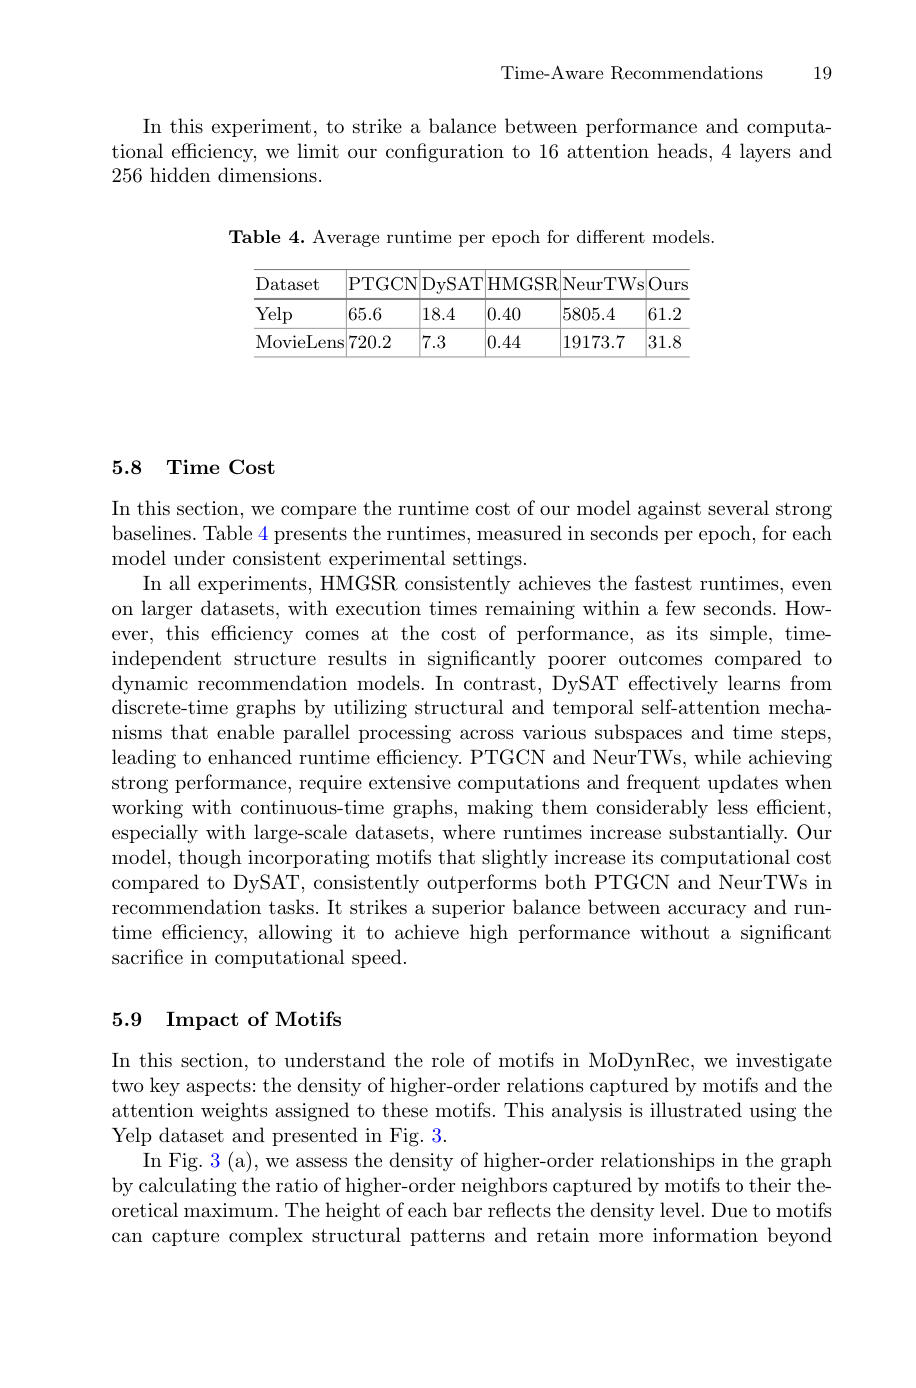 Time-Aware Recommendations 19
In this experiment, to strike a balance between performance and computa-
tional efficiency, we limit our configuration to 16 attention heads, 4 layers and
256 hidden dimensions.
Table 4. Average runtime per epoch for different models.
Dataset PTGCN DySAT HMGSR NeurTWs Ours
Yelp 65.6 18.4 0.40 5805.4 61.2
MovieLens 720.2 7.3 0.44 19173.7 31.8
5.8 Time Cost
In this section, we compare the runtime cost of our model against several strong
baselines. Table 4 presents the runtimes, measured in seconds per epoch, for each
model under consistent experimental settings.
In all experiments, HMGSR consistently achieves the fastest runtimes, even
on larger datasets, with execution times remaining within a few seconds. How-
ever, this efficiency comes at the cost of performance, as its simple, time-
independent structure results in significantly poorer outcomes compared to
dynamic recommendation models. In contrast, DySAT effectively learns from
discrete-time graphs by utilizing structural and temporal self-attention mecha-
nisms that enable parallel processing across various subspaces and time steps,
leading to enhanced runtime efficiency. PTGCN and NeurTWs, while achieving
strong performance, require extensive computations and frequent updates when
working with continuous-time graphs, making them considerably less efficient,
especially with large-scale datasets, where runtimes increase substantially. Our
model, though incorporating motifs that slightly increase its computational cost
compared to DySAT, consistently outperforms both PTGCN and NeurTWs in
recommendation tasks. It strikes a superior balance between accuracy and run-
time efficiency, allowing it to achieve high performance without a significant
sacrifice in computational speed.
5.9 Impact of Motifs
In this section, to understand the role of motifs in MoDynRec, we investigate
two key aspects: the density of higher-order relations captured by motifs and the
attention weights assigned to these motifs. This analysis is illustrated using the
Yelp dataset and presented in Fig. 3.
In Fig. 3 (a), we assess the density of higher-order relationships in the graph
by calculating the ratio of higher-order neighbors captured by motifs to their the-
oretical maximum. The height of each bar reflects the density level. Due to motifs
can capture complex structural patterns and retain more information beyond